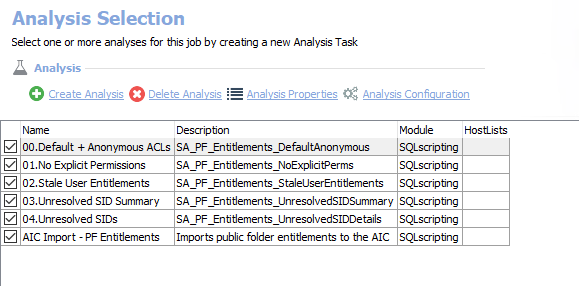 Analysis Selection
Select one or more analyses for this job by creating a new Analysis Task
Analysis
Create Analysis Delete Analysis Analysis Properties Analysis Configuration
Name Description Module HostLists
00.Default + Anonymous ACLs SA_PF_Entitlements_DefaultAnonymous SQLscripting
01.No Explicit Permissions SA_PF_Entitlements_NoExplicitPerms SQLscripting
02.Stale User Entitlements SA_PF_Entitlements_StaleUserEntitlements SQLscripting
03.Unresolved SID Summary SA_PF_Entitlements_UnresolvedSIDSummary SQLscripting
04.Unresolved SIDs SA_PF_Entitlements_UnresolvedSIDDetails SQLscripting
AIC Import - PF Entitlements Imports public folder entitlements to the AIC SQLscripting